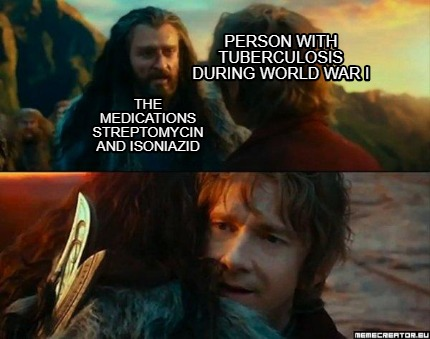 PERSON WITH
TUBERCULOSIS
DURING WORLD WAR I
THE
MEDICATIONS
STREPTOMYCIN
AND ISONIAZID
MEMECREATOR.EU